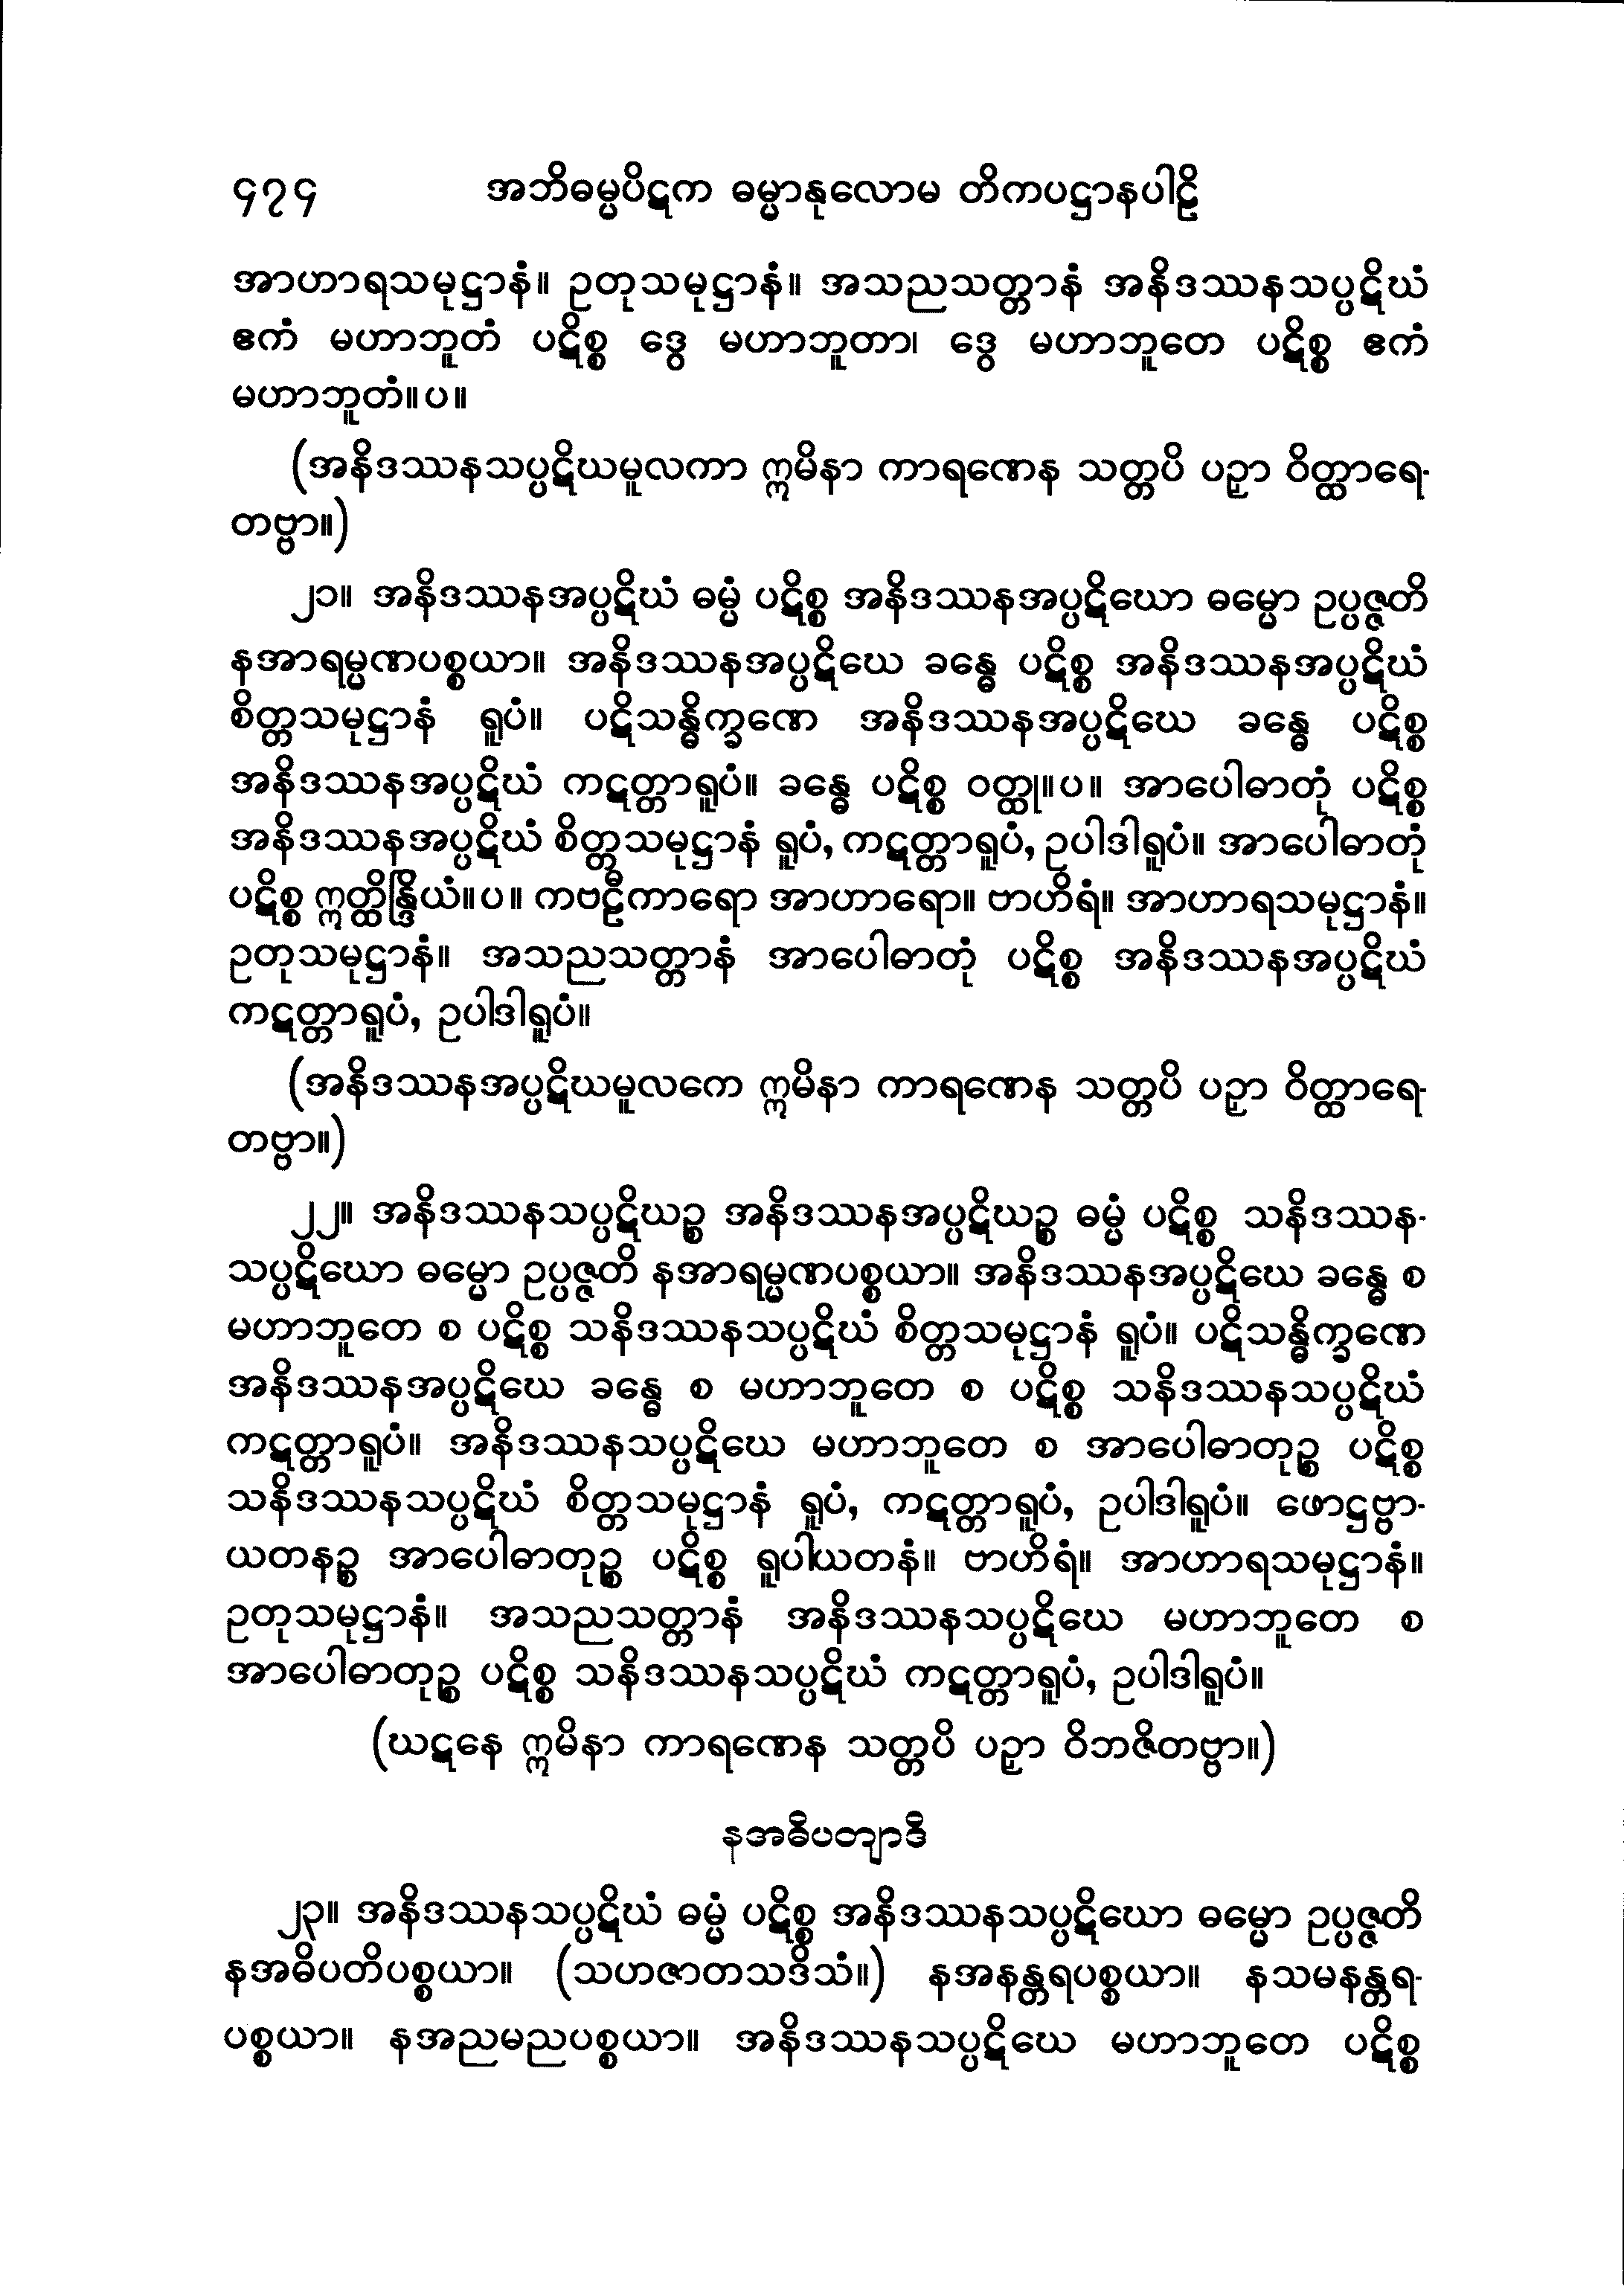 ၄၇၄ အဘိဓမ္မပိဋက ဓမ္မာနုလောမ တိကပဋ္ဌာနပါဠိ
အာဟာရသမုဋ္ဌာနံ။ ဥတုသမုဋ္ဌာနံ။ အသညသတ္တာနံ အနိဒဿနသပ္ပဋိဃံ
ဧကံ မဟာဘူတံ ပဋိစ္စ ဒွေ မဟာဘူတာ၊ ဒွေ မဟာဘူတေ ပဋိစ္စ ဧကံ
မဟာဘူတံ။ပ။
(အနိဒဿနသပ္ပဋိဃမူလကာ ဣမိနာ ကာရဏေန သတ္တပိ ပဉှာ ဝိတ္ထာရေ-
တဗ္ဗာ။)
၂၁။ အနိဒဿနအပ္ပဋိဃံ ဓမ္မံ ပဋိစ္စ အနိဒဿနအပ္ပဋိဃော ဓမ္မော ဥပ္ပဇ္ဇတိ
နအာရမ္မဏပစ္စယာ။ အနိဒဿနအပ္ပဋိဃေ ခန္ဓေ ပဋိစ္စ အနိဒဿနအပ္ပဋိဃံ
စိတ္တသမုဋ္ဌာနံ ရူပံ။ ပဋိသန္ဓိက္ခဏေ အနိဒဿနအပ္ပဋိဃေ ခန္ဓေ ပဋိစ္စ
အနိဒဿနအပ္ပဋိဃံ ကဋတ္တာရူပံ။ ခန္ဓေ ပဋိစ္စ ဝတ္ထု။ပ။ အာပေါဓာတုံ ပဋိစ္စ
အနိဒဿနအပ္ပဋိဃံ စိတ္တသမုဋ္ဌာနံ ရူပံ, ကဋတ္တာရူပံ, ဥပါဒါရူပံ။ အာပေါဓာတုံ
ပဋိစ္စ ဣတ္ထိန္ဒြိယံ။ပ။ ကဗဠီကာရော အာဟာရော။ ဗာဟိရံ။ အာဟာရသမုဋ္ဌာနံ။
ဥတုသမုဋ္ဌာနံ။ အသညသတ္တာနံ အာပေါဓာတုံ ပဋိစ္စ အနိဒဿနအပ္ပဋိဃံ
ကဋတ္တာရူပံ, ဥပါဒါရူပံ။
(အနိဒဿနအပ္ပဋိဃမူလကေ ဣမိနာ ကာရဏေန သတ္တပိ ပဉှာ ဝိတ္ထာရေ-
တဗ္ဗာ။)
၂၂။ အနိဒဿနသပ္ပဋိဃဉ္စ အနိဒဿနအပ္ပဋိဃဉ္စ ဓမ္မံ ပဋိစ္စ သနိဒဿန-
သပ္ပဋိဃော ဓမ္မော ဥပ္ပဇ္ဇတိ နအာရမ္မဏပစ္စယာ။ အနိဒဿနအပ္ပဋိဃေ ခန္ဓေ စ
မဟာဘူတေ စ ပဋိစ္စ သနိဒဿနသပ္ပဋိဃံ စိတ္တသမုဋ္ဌာနံ ရူပံ။ ပဋိသန္ဓိက္ခဏေ
အနိဒဿနအပ္ပဋိဃေ ခန္ဓေ စ မဟာဘူတေ စ ပဋိစ္စ သနိဒဿနသပ္ပဋိဃံ
ကဋတ္တာရူပံ။ အနိဒဿနသပ္ပဋိဃေ မဟာဘူတေ စ အာပေါဓာတုဉ္စ ပဋိစ္စ
သနိဒဿနသပ္ပဋိဃံ စိတ္တသမုဋ္ဌာနံ ရူပံ, ကဋတ္တာရူပံ, ဥပါဒါရူပံ။ ဖောဋ္ဌဗ္ဗာ-
ယတနဉ္စ အာပေါဓာတုဉ္စ ပဋိစ္စ ရူပါယတနံ။ ဗာဟိရံ။ အာဟာရသမုဋ္ဌာနံ။
ဥတုသမုဋ္ဌာနံ။ အသညသတ္တာနံ အနိဒဿနသပ္ပဋိဃေ မဟာဘူတေ စ
အာပေါဓာတုဉ္စ ပဋိစ္စ သနိဒဿနသပ္ပဋိဃံ ကဋတ္တာရူပံ, ဥပါဒါရူပံ။
(ဃဋနေ ဣမိနာ ကာရဏေန သတ္တပိ ပဉှာ ဝိဘဇိတဗ္ဗာ။)
နအဓိပတျာဒိ
၂၃။ အနိဒဿနသပ္ပဋိဃံ ဓမ္မံ ပဋိစ္စ အနိဒဿနသပ္ပဋိဃော ဓမ္မော ဥပ္ပဇ္ဇတိ
နအဓိပတိပစ္စယာ။ (သဟဇာတသဒိသံ။) နအနန္တရပစ္စယာ။ နသမနန္တရ-
ပစ္စယာ။ နအညမညပစ္စယာ။ အနိဒဿနသပ္ပဋိဃေ မဟာဘူတေ ပဋိစ္စ